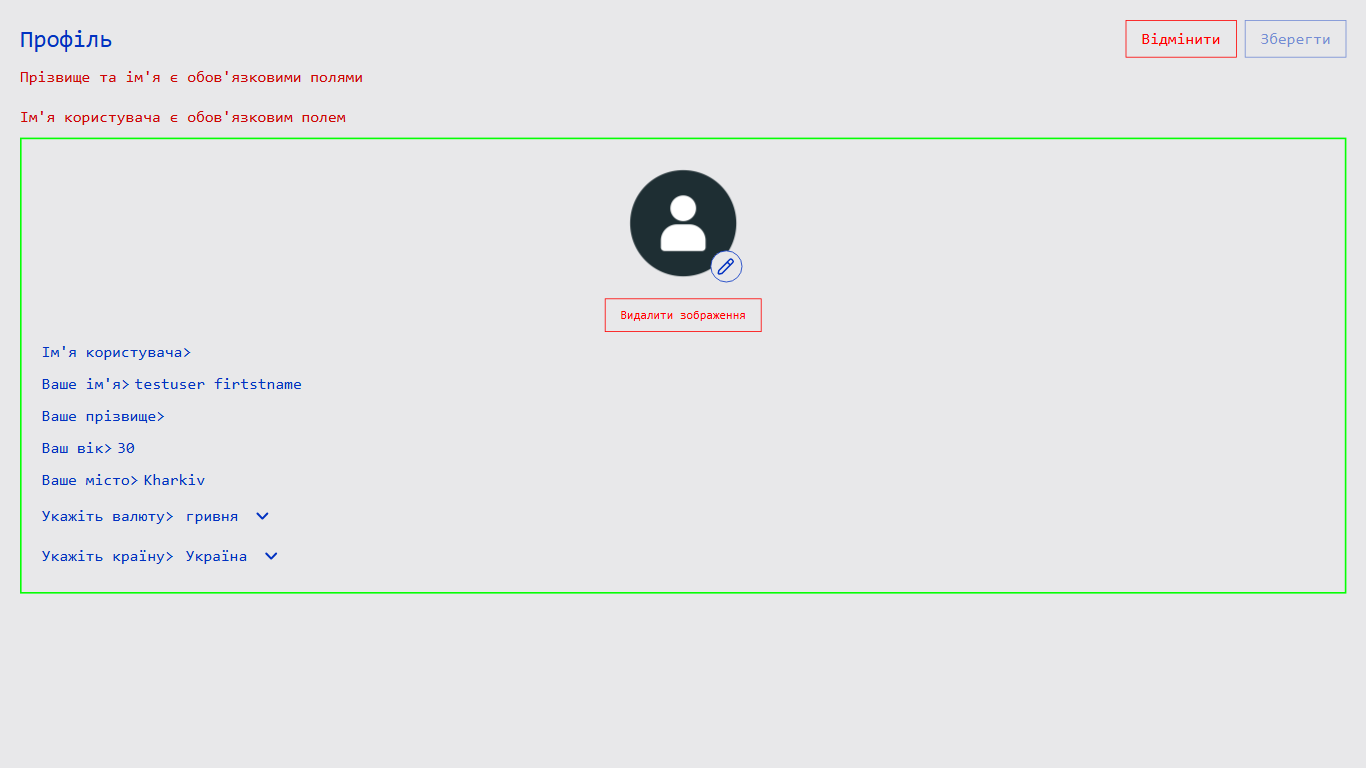 Профіль
Відмінити
Зберегти
Прізвище та ім'я є обов'язковими полями
Ім'я користувача є обов'язковим полем
Видалити зображення
Ім'я користувача>
Ваше ім'я> testuser firtstname
Ваше прізвище>
Ваш вік> 30
Ваше місто> Kharkiv
Укажіть валюту> гривня
Укажіть країну> Україна